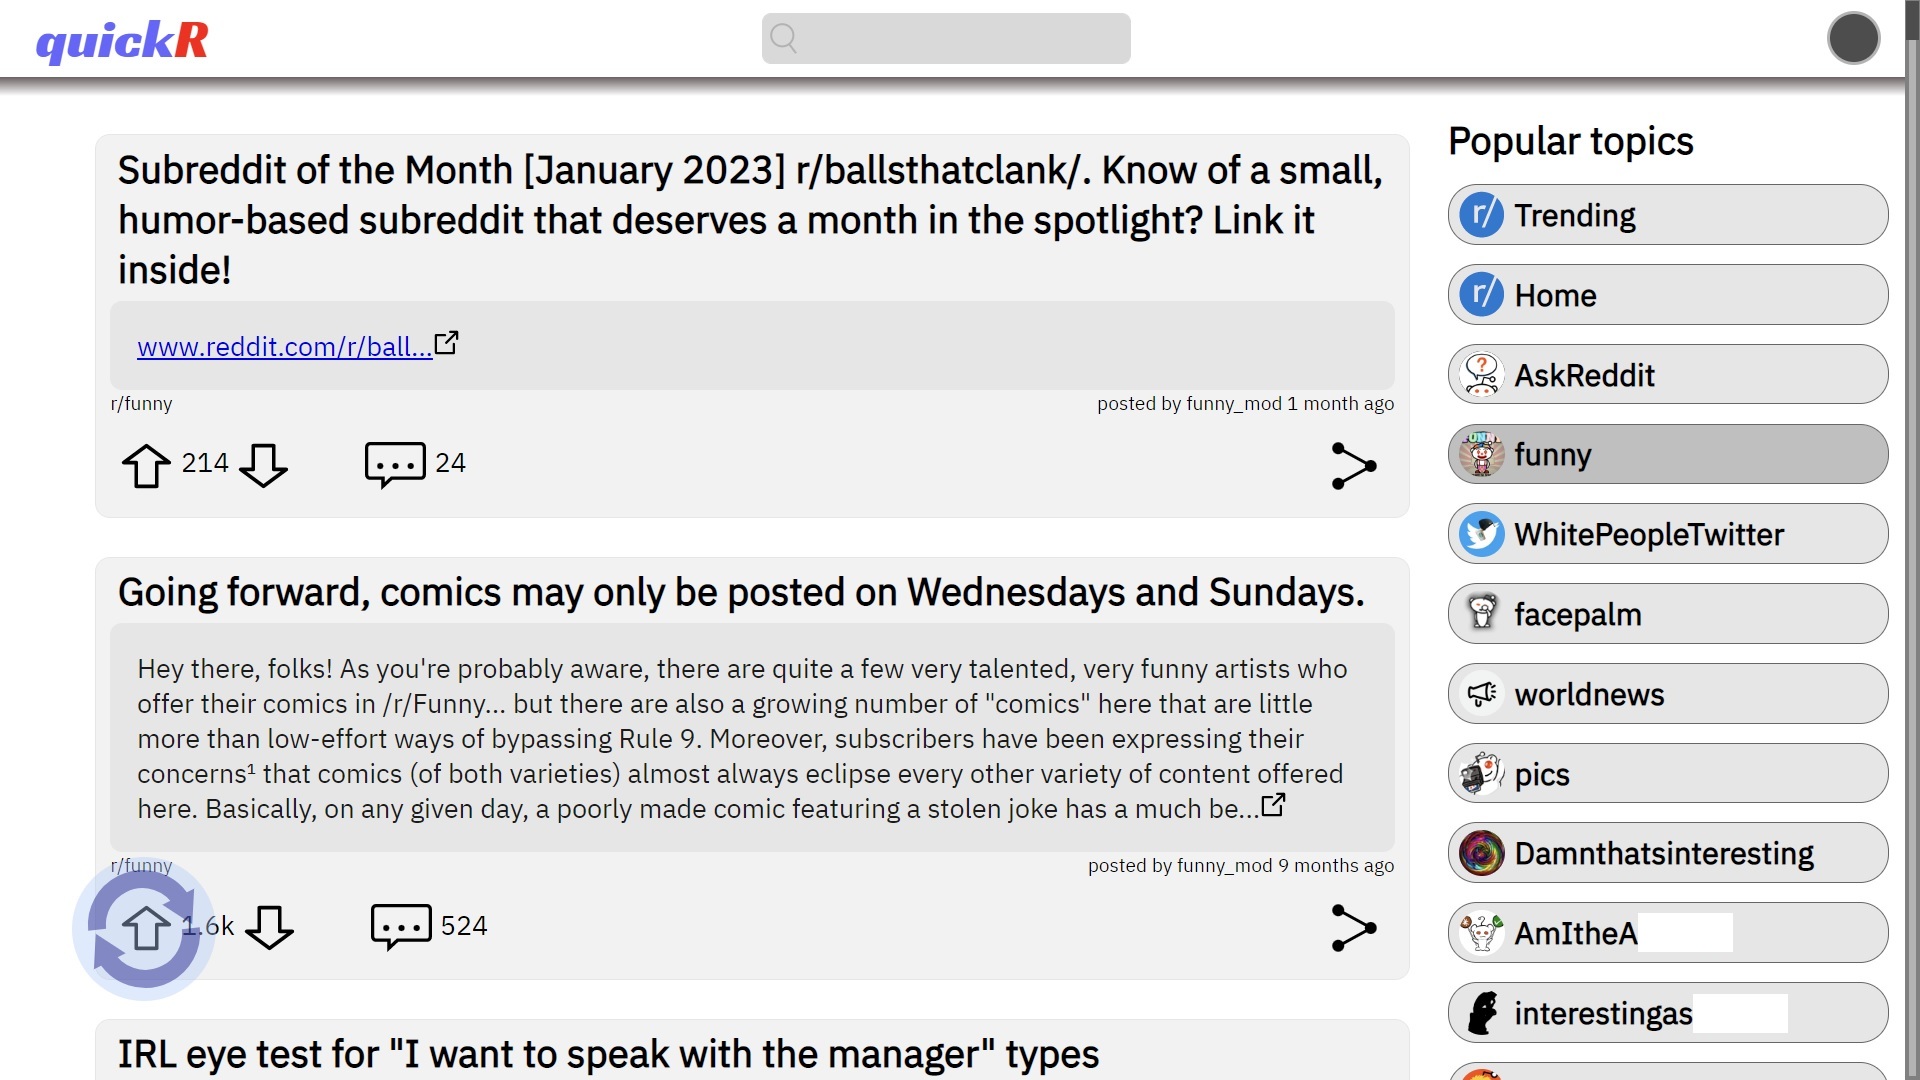 quickR
Subreddit of the Month [January 2023] r/ballsthatclank/. Know of a small,
humor-based subreddit that deserves a month in the spotlight? Link it
inside!
www.reddit.com/r/ball...
r/funny
posted by funny_mod 1 month ago
214
24
Going forward, comics may only be posted on Wednesdays and Sundays.
Hey there, folks! As you're probably aware, there are quite a few very talented, very funny artists who
offer their comics in /r/Funny... but there are also a growing number of "comics" here that are little
more than low-effort ways of bypassing Rule 9. Moreover, subscribers have been expressing their
concerns¹ that comics (of both varieties) almost always eclipse every other variety of content offered
here. Basically, on any given day, a poorly made comic featuring a stolen joke has a much be...
r/funny
posted by funny_mod 9 months ago
1.6k
524
IRL eye test for "I want to speak with the manager" types
Popular topics
r/ Trending
r/ Home
AskReddit
funny
WhitePeopleTwitter
facepalm
worldnews
pics
Damnthatsinteresting
AmItheA
interestingas